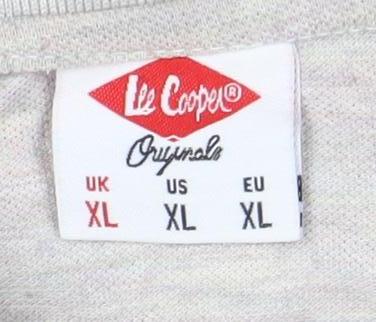 Lee Cooper®
Originals
UK US EU
XL XL XL